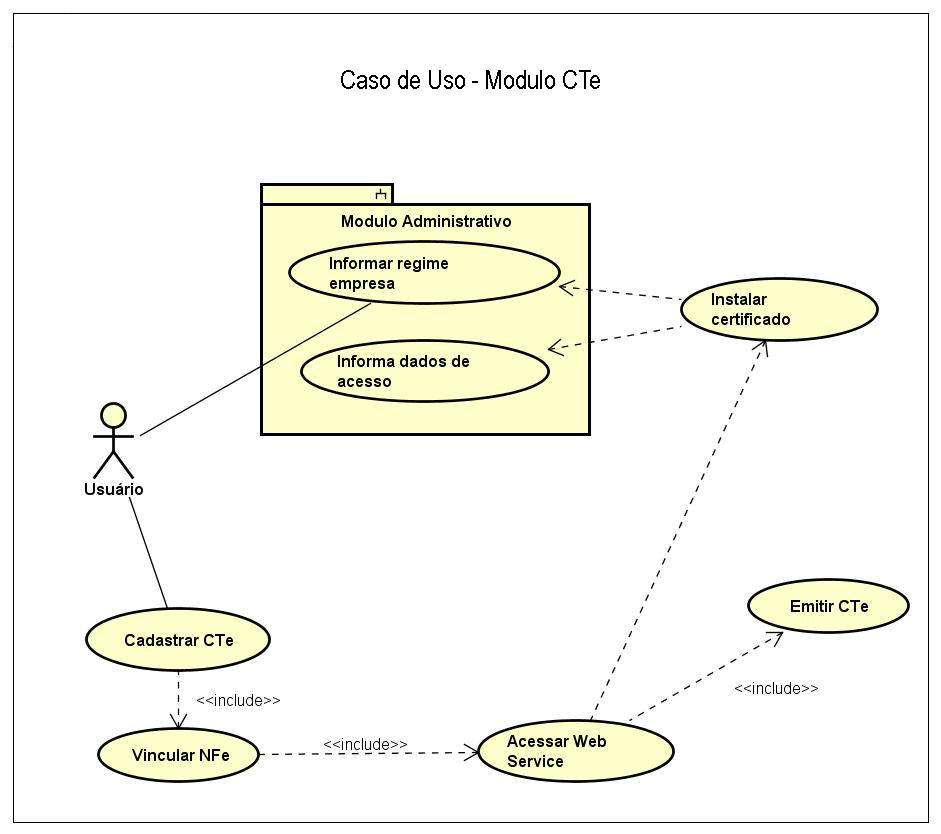 Caso de Uso - Modulo CTe
Modulo Administrativo
Informar regime
empresa
Instalar
certificado
Informa dados de
acesso
Usuário
Emitir CTe
Cadastrar CTe
<<include>>
<<include>>
Vincular NFe
<<include>>
Acessar Web
Service